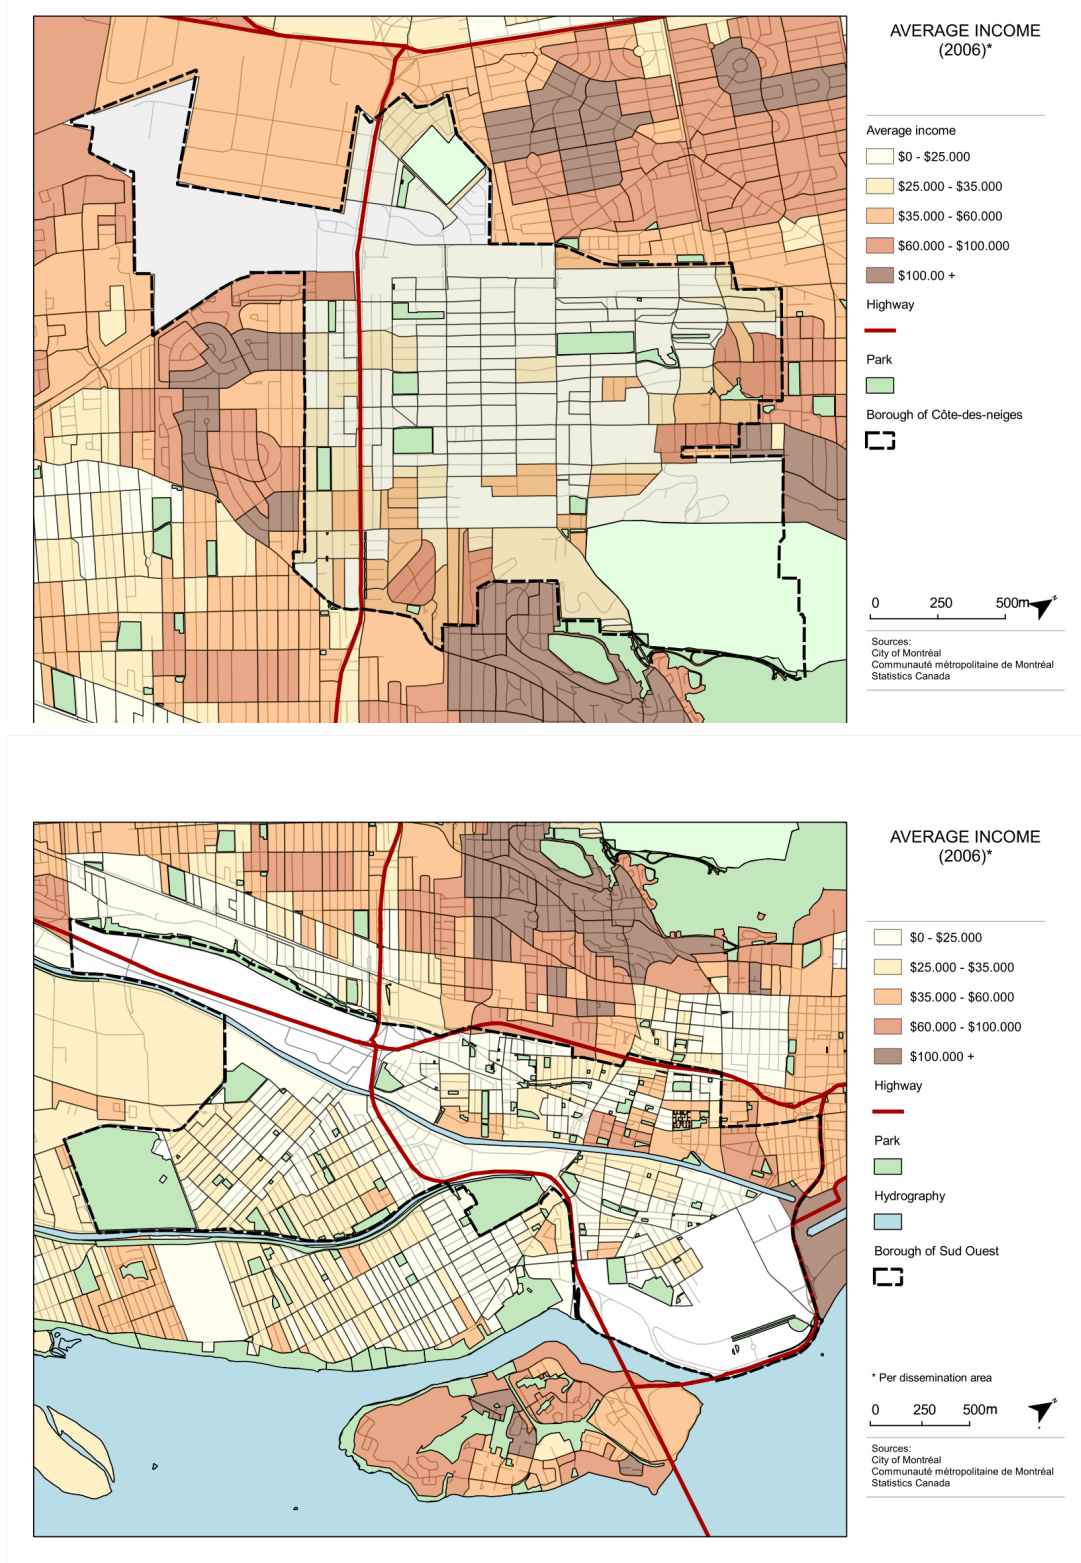 AVERAGE INCOME
(2006)*
Average income
$0 - $25.000
$25.000 - $35.000
$35.000 - $60.000
$60.000 - $100.000
$100.00 +
Highway
Park
Borough of Côte-des-neiges
0 250 500m N
Sources:
City of Montréal
Communauté métropolitaine de Montréal
Statistics Canada
AVERAGE INCOME
(2006)*
$0 - $25.000
$25.000 - $35.000
$35.000 - $60.000
$60.000 - $100.000
$100.000 +
Highway
Park
Hydrography
Borough of Sud Ouest
* Per dissemination area
0 250 500m N
Sources:
City of Montréal
Communauté métropolitaine de Montréal
Statistics Canada